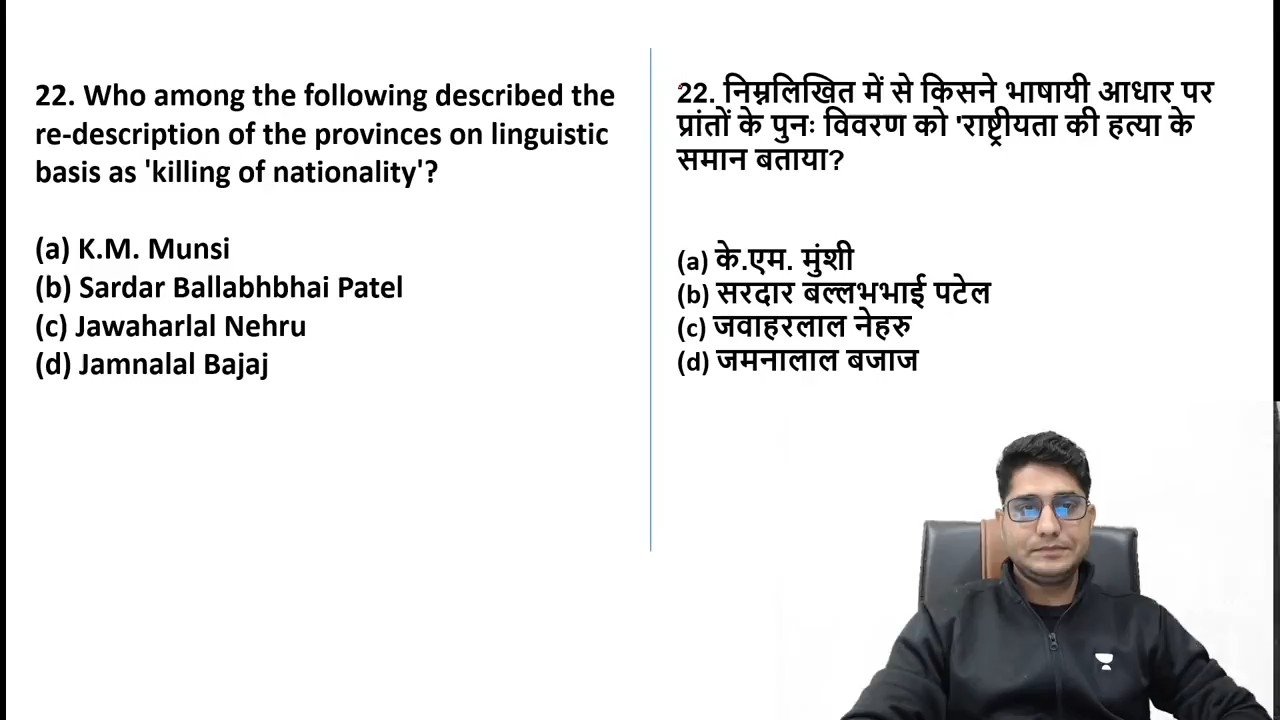 22. Who among the following described the
re-description of the provinces on linguistic
basis as 'killing of nationality'?
(a) K.M. Munsi
(b) Sardar Ballabhbhai Patel
(c) Jawaharlal Nehru
(d) Jamnalal Bajaj
22. निम्नलिखित में से किसने भाषायी आधार पर
प्रांतों के पुनः विवरण को 'राष्ट्रीयता की हत्या के
समान बताया?
(a) के.एम. मुंशी
(b) सरदार बल्लभभाई पटेल
(c) जवाहरलाल नेहरु
(d) जमनालाल बजाज